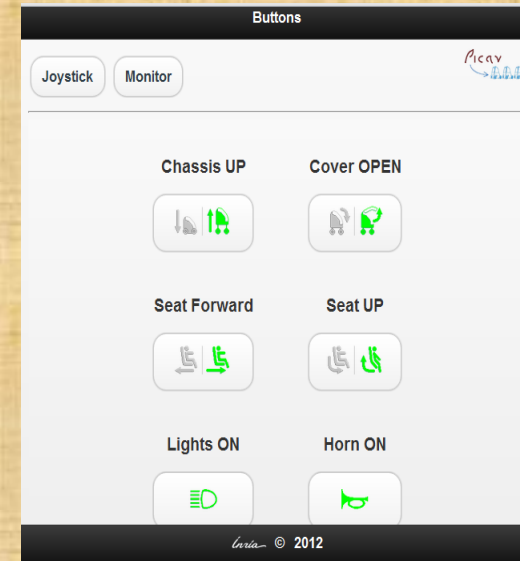 Buttons
Joystick Monitor
Picav
Chassis UP Cover OPEN
Seat Forward Seat UP
Lights ON Horn ON
Inria © 2012